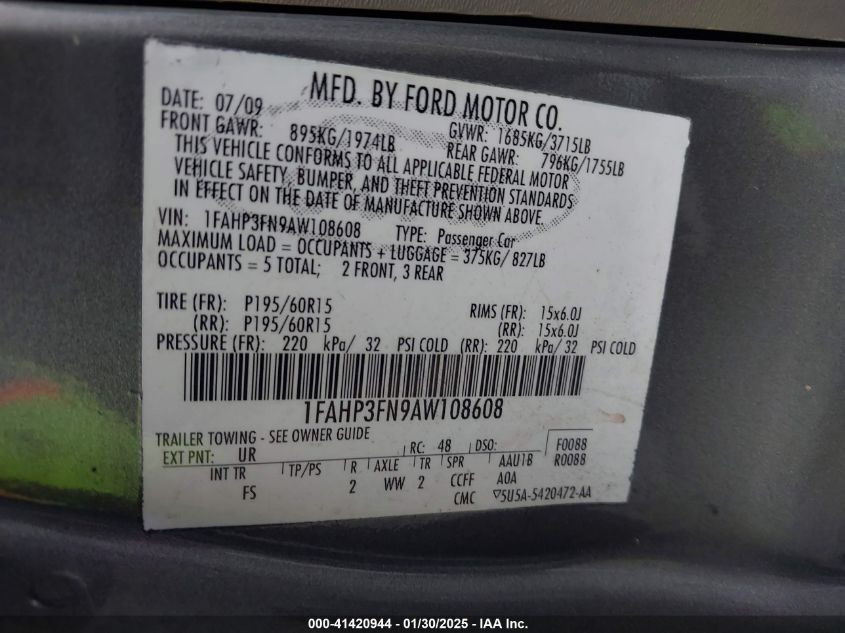 MFD. BY FORD MOTOR CO.
DATE: 07/09 GVWR: 1685KG/3715LB
FRONT GAWR: 895KG/1974LB REAR GAWR: 796KG/1755LB
THIS VEHICLE CONFORMS TO ALL APPLICABLE FEDERAL MOTOR
VEHICLE SAFETY, BUMPER, AND THEFT PREVENTION STANDARDS
IN EFFECT ON THE DATE OF MANUFACTURE SHOWN ABOVE.
VIN: 1FAHP3FN9AW108608 TYPE: Passenger Car
MAXIMUM LOAD = OCCUPANTS + LUGGAGE = 375KG/ 827LB
OCCUPANTS = 5 TOTAL; 2 FRONT, 3 REAR
TIRE (FR): P195/60R15 RIMS (FR): 15x6.0J
(RR): P195/60R15 (RR): 15x6.0J
PRESSURE (FR): 220 kPa/ 32 PSI COLD (RR): 220 kPa/ 32 PSI COLD
1FAHP3FN9AW108608
TRAILER TOWING - SEE OWNER GUIDE
EXT PNT: UR RC: 48 DSO: F0088
R0088
INT TR TP/PS R AXLE TR SPR AAU1B
FS 2 WW 2 CCFF A0A
CMC ▽5U5A-5420472-AA
000-41420944 - 01/30/2025 - IAA Inc.